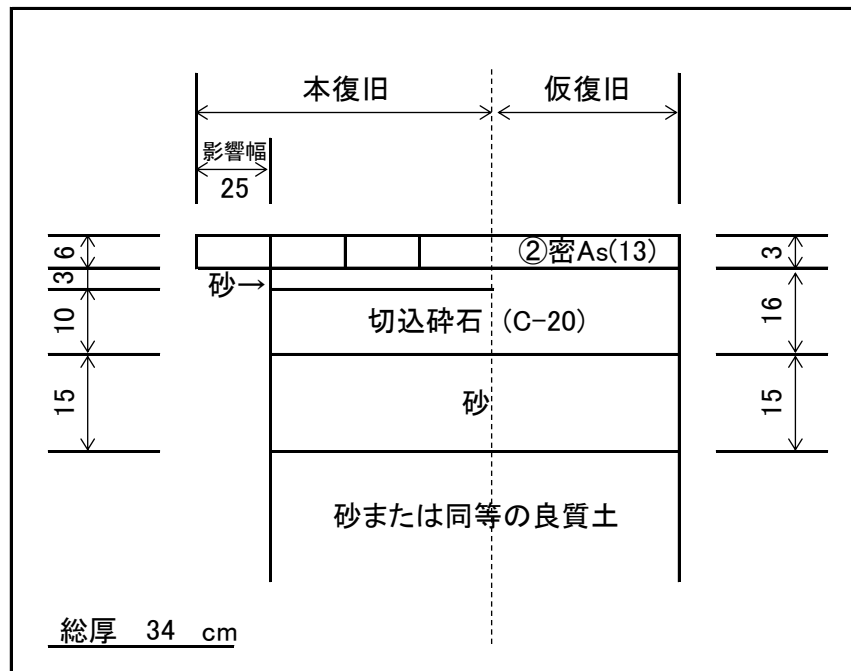 本復旧 仮復旧
影響幅
25
6 ②密As(13) 3
3 砂→
10 切込砕石 (C-20) 16
15 砂 15
砂または同等の良質土
総厚 34 cm